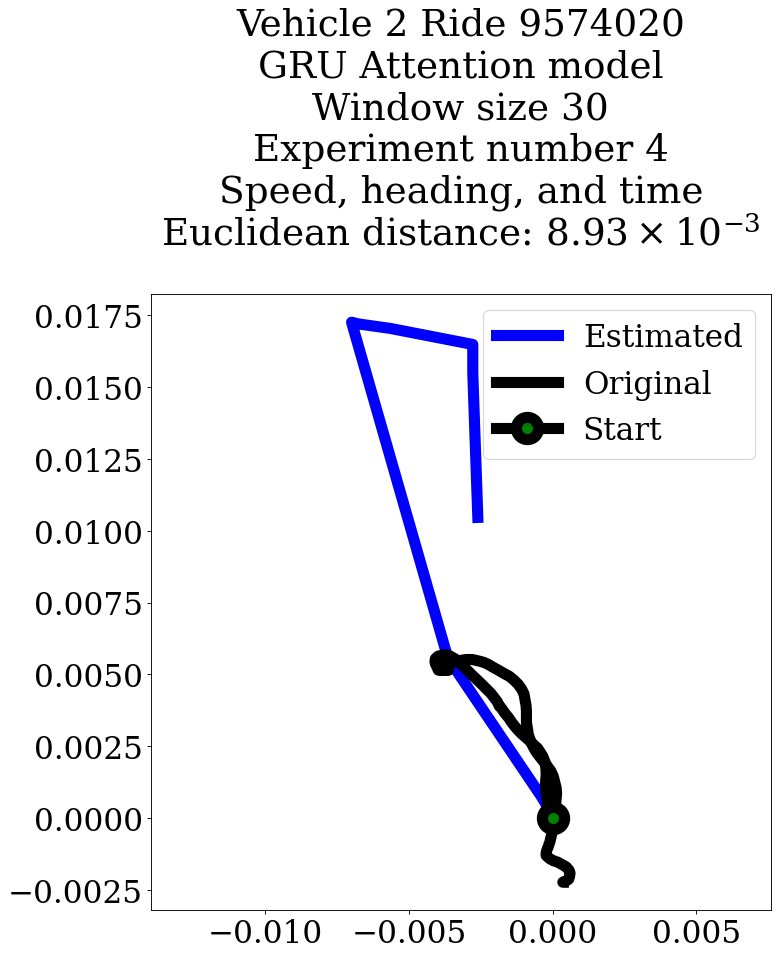 Vehicle 2 Ride 9574020
GRU Attention model
Window size 30
Experiment number 4
Speed, heading, and time
Euclidean distance: 8.93 × 10⁻³
0.0175
0.0150
0.0125
0.0100
0.0075
0.0050
0.0025
0.0000
−0.0025
Estimated
Original
Start
−0.010 −0.005 0.000 0.005